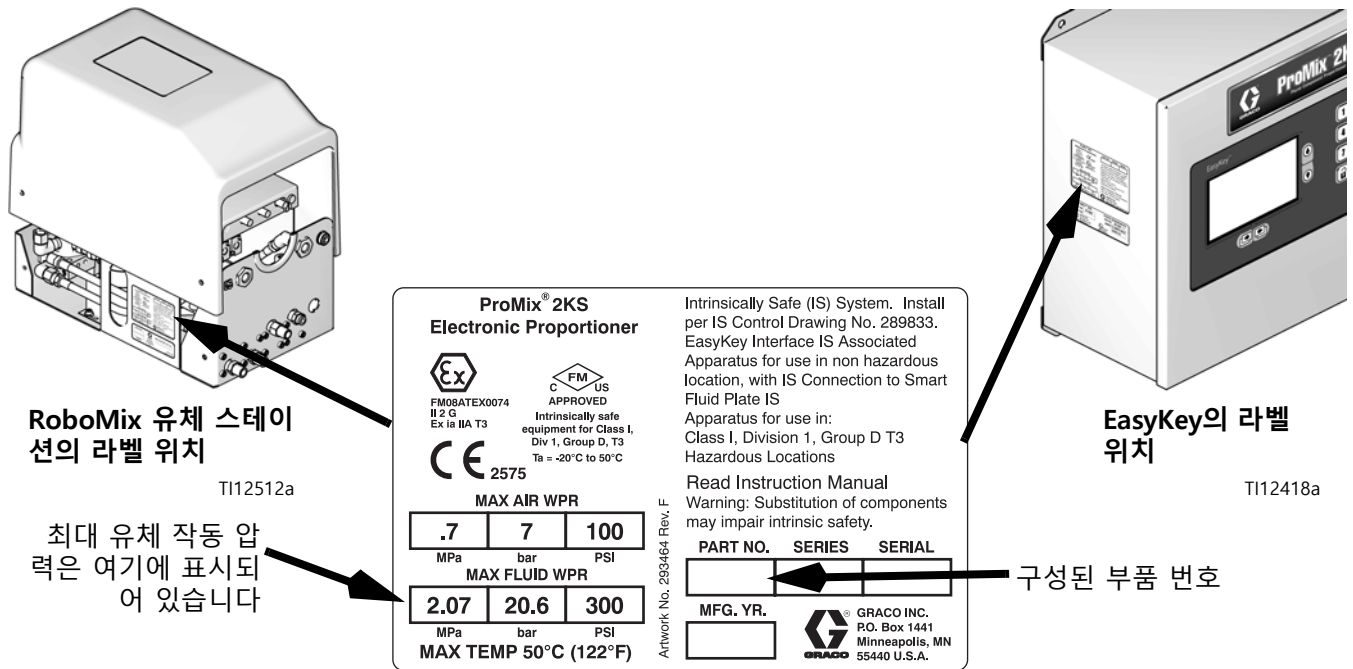 RoboMix 유체 스테이
션의 라벨 위치
TI12512a
최대 유체 작동 압
력은 여기에 표시되
어 있습니다
ProMix® 2KS
Electronic Proportioner
Ex
FM08ATEX0074
II 2 G
Ex ia IIA T3
CE 2575
C FM US
APPROVED
Intrinsically safe
equipment for Class I,
Div 1, Group D, T3
Ta = -20°C to 50°C
MAX AIR WPR
.7 7 100
MPa bar PSI
MAX FLUID WPR
2.07 20.6 300
MPa bar PSI
MAX TEMP 50°C (122°F)
Artwork No. 293464 Rev. F
Intrinsically Safe (IS) System. Install
per IS Control Drawing No. 289833.
EasyKey Interface IS Associated
Apparatus for use in non hazardous
location, with IS Connection to Smart
Fluid Plate IS
Apparatus for use in:
Class I, Division 1, Group D T3
Hazardous Locations
Read Instruction Manual
Warning: Substitution of components
may impair intrinsic safety.
PART NO. SERIES SERIAL
MFG. YR.
GRACO
®
GRACO INC.
P.O. Box 1441
Minneapolis, MN
55440 U.S.A.
구성된 부품 번호
GRACO
ProMix 2K
EasyKey
1
4
7
EasyKey의 라벨
위치
TI12418a